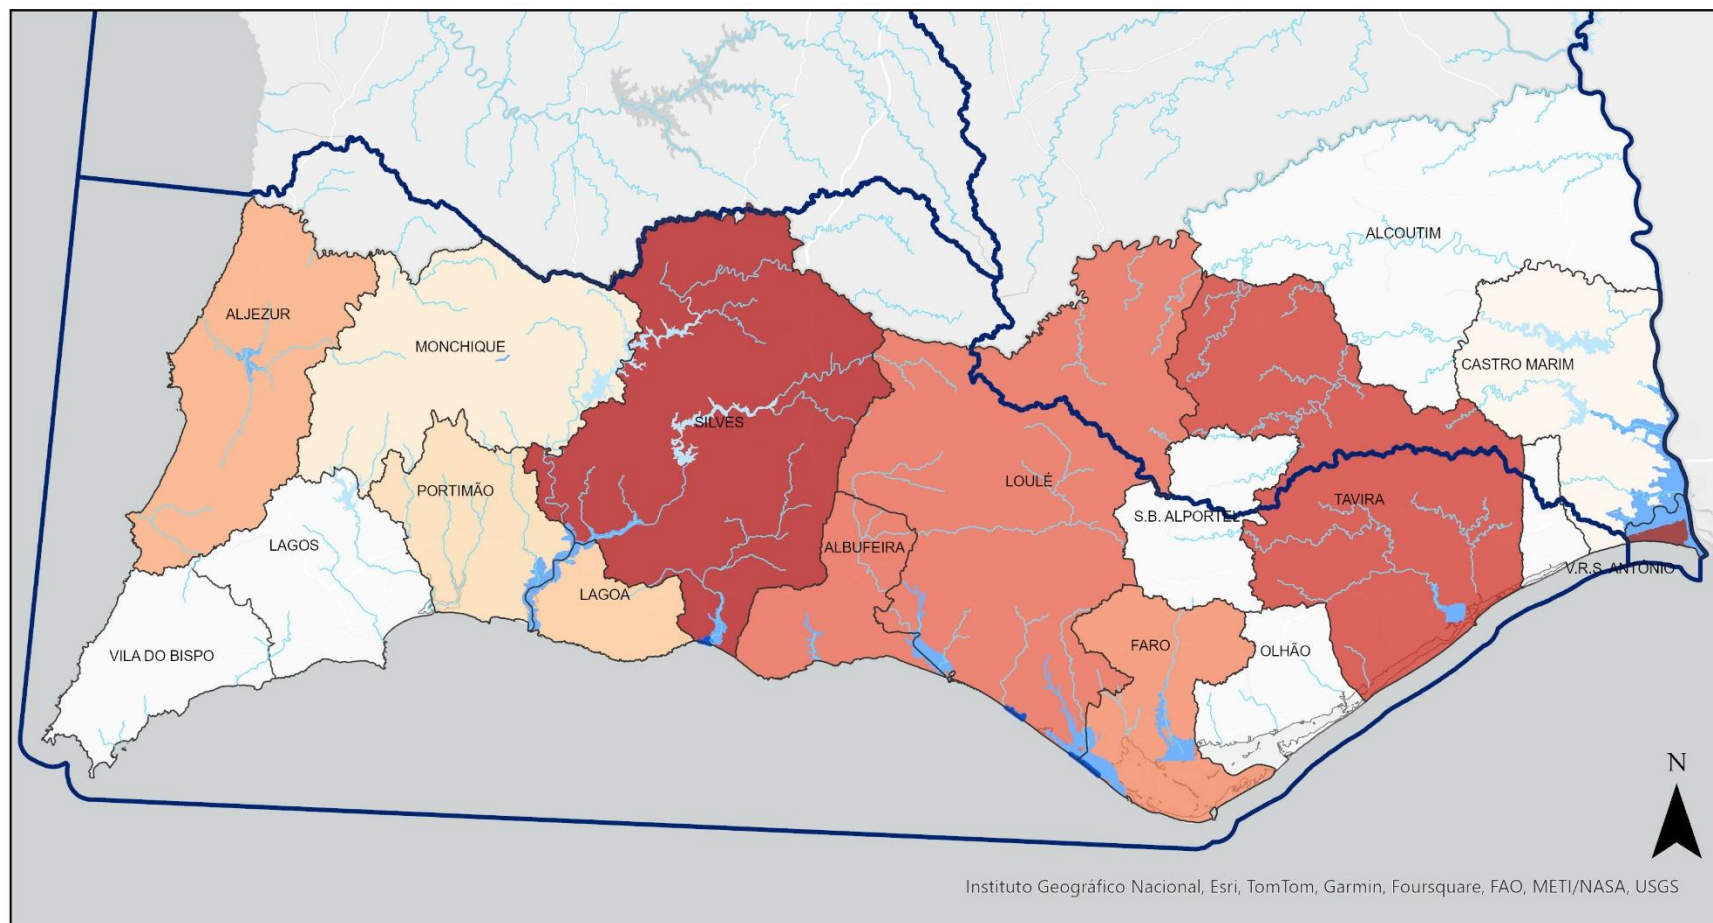 ALCOUTIM
ALJEZUR
MONCHIQUE
CASTRO MARIM
SILVES
LOULÉ
PORTIMÃO
TAVIRA
S.B. ALPORTEL
LAGOS
ALBUFEIRA
V.R.S. ANTÓNIO
LAGOA
VILA DO BISPO
FARO
OLHÃO
N
Instituto Geográfico Nacional, Esri, TomTom, Garmin, Foursquare, FAO, METI/NASA, USGS